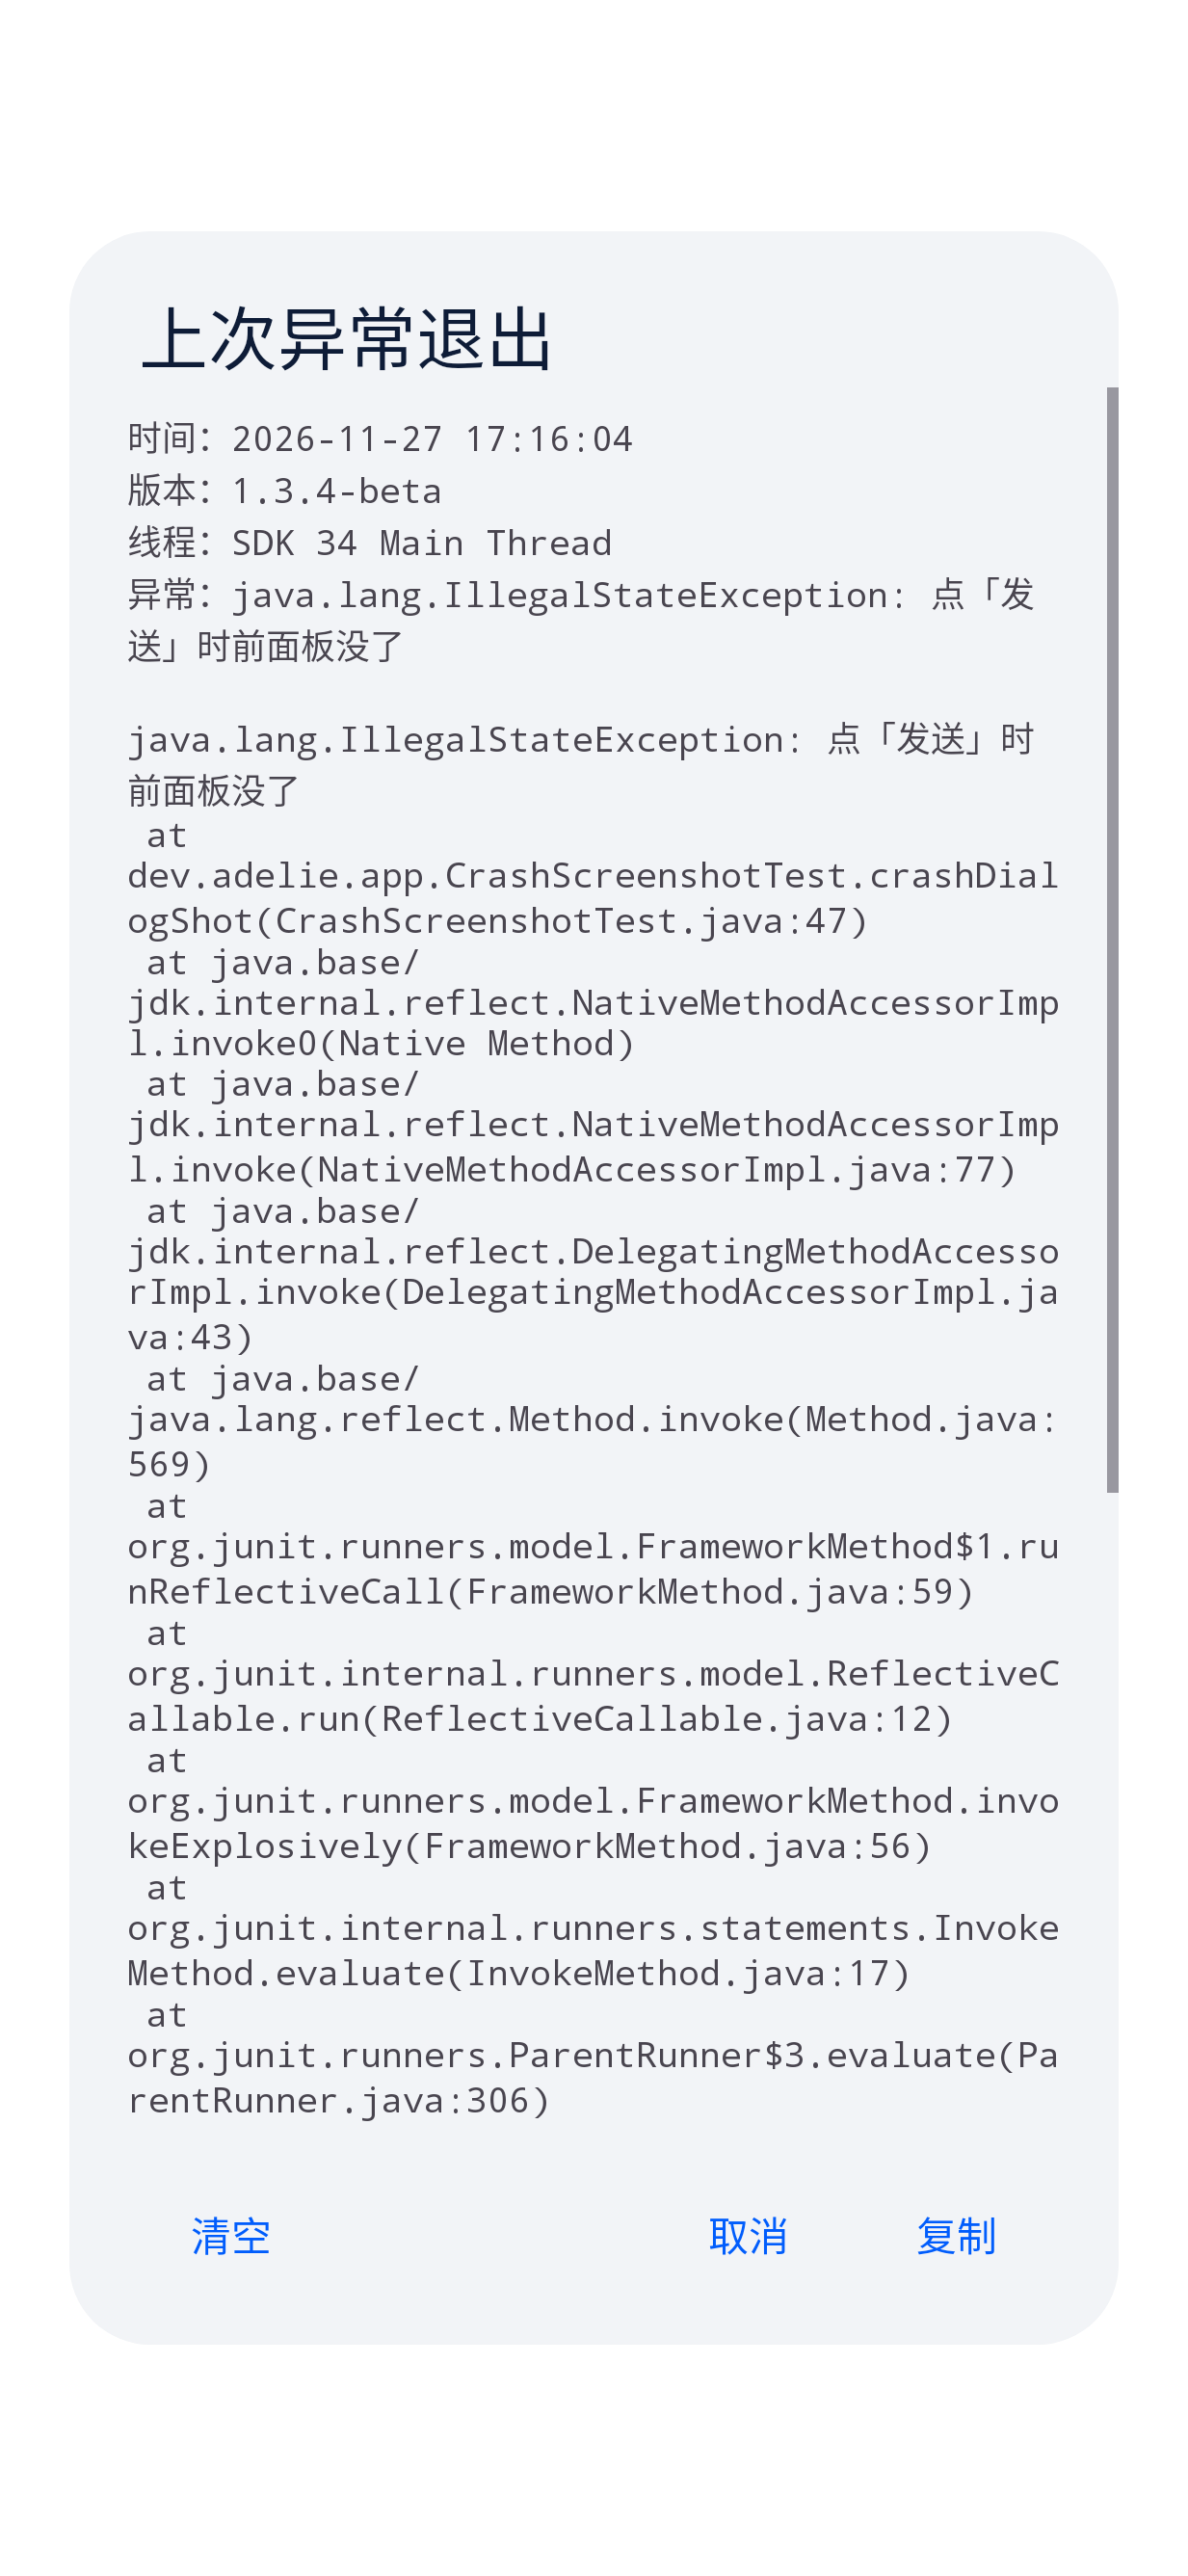 上次异常退出
时间：2026-11-27 17:16:04
版本：1.3.4-beta
线程：SDK 34 Main Thread
异常：java.lang.IllegalStateException: 点「发
送」时前面板没了
java.lang.IllegalStateException: 点「发送」时
前面板没了
at
dev.adelie.app.CrashScreenshotTest.crashDial
ogShot(CrashScreenshotTest.java:47)
at java.base/
jdk.internal.reflect.NativeMethodAccessorImp
l.invoke0(Native Method)
at java.base/
jdk.internal.reflect.NativeMethodAccessorImp
l.invoke(NativeMethodAccessorImpl.java:77)
at java.base/
jdk.internal.reflect.DelegatingMethodAccesso
rImpl.invoke(DelegatingMethodAccessorImpl.ja
va:43)
at java.base/
java.lang.reflect.Method.invoke(Method.java:
569)
at
org.junit.runners.model.FrameworkMethod$1.ru
nReflectiveCall(FrameworkMethod.java:59)
at
org.junit.internal.runners.model.ReflectiveC
allable.run(ReflectiveCallable.java:12)
at
org.junit.runners.model.FrameworkMethod.invo
keExplosively(FrameworkMethod.java:56)
at
org.junit.internal.runners.statements.Invoke
Method.evaluate(InvokeMethod.java:17)
at
org.junit.runners.ParentRunner$3.evaluate(Pa
rentRunner.java:306)
清空 取消 复制